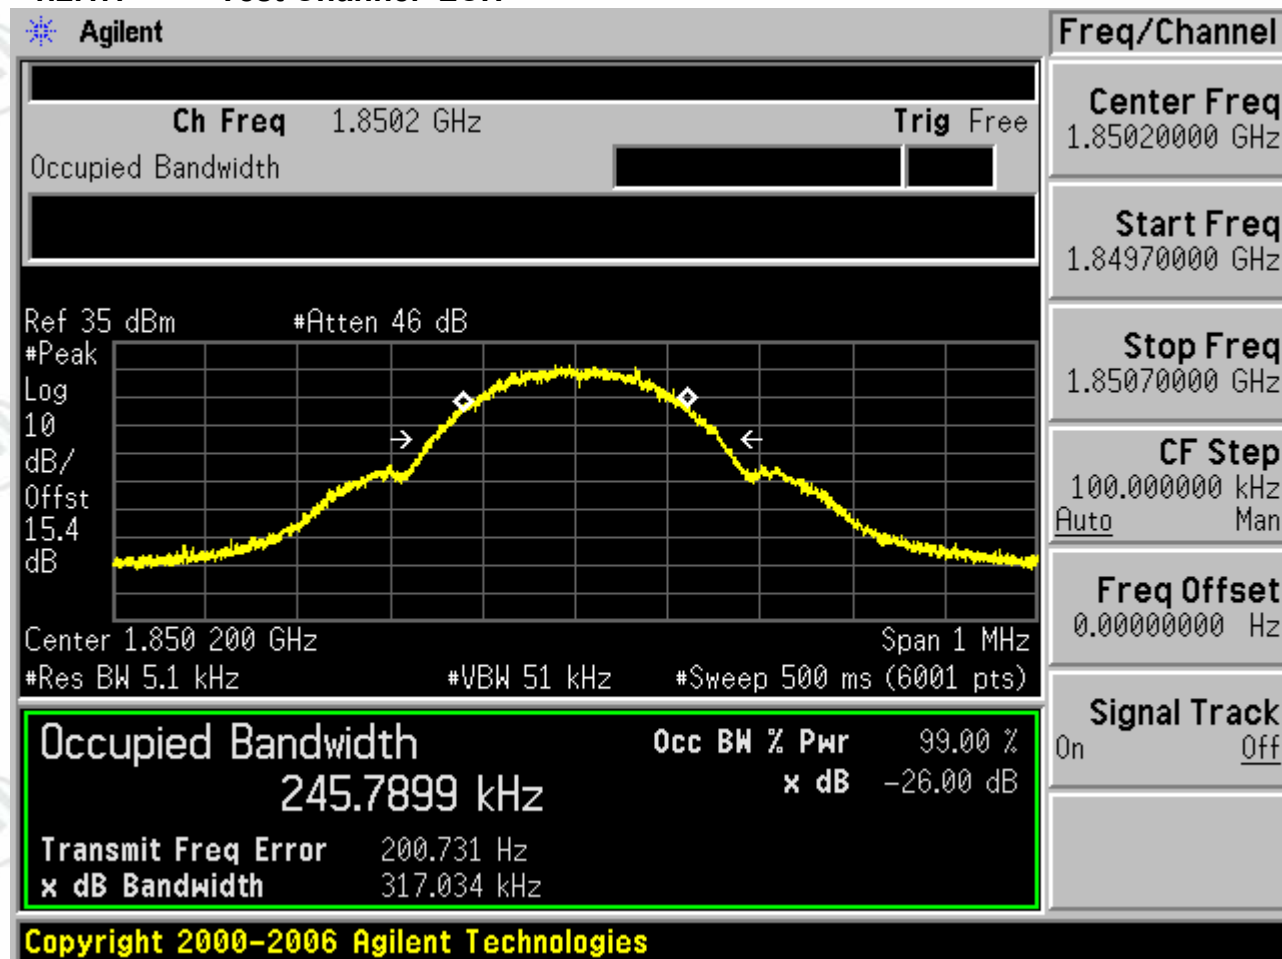 Agilent
Freq/Channel
Ch Freq 1.8502 GHz Trig Free
Occupied Bandwidth
Center Freq
1.85020000 GHz
Start Freq
1.84970000 GHz
Stop Freq
1.85070000 GHz
CF Step
100.000000 kHz
Auto Man
Freq Offset
0.00000000 Hz
Signal Track
On Off
Ref 35 dBm #Atten 46 dB
#Peak
Log
10
dB/
Offst
15.4
dB
Center 1.850 200 GHz Span 1 MHz
#Res BW 5.1 kHz #VBW 51 kHz #Sweep 500 ms (6001 pts)
Occupied Bandwidth Occ BW % Pwr 99.00 %
245.7899 kHz x dB -26.00 dB
Transmit Freq Error 200.731 Hz
x dB Bandwidth 317.034 kHz
Copyright 2000-2006 Agilent Technologies